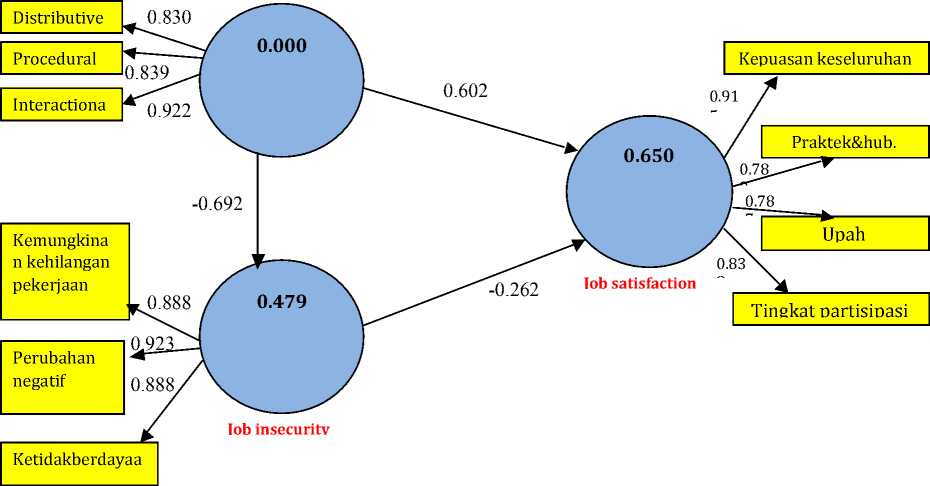 Distributive
0.830
0.000
Procedural
0.839
Interactiona
0.922
0.602
-0.692
Kepuasan keseluruhan
0.91
Praktek&hub.
0.650
0.78
0.78
Upah
0.83
Tingkat partisipasi
Job satisfaction
-0.262
Kemungkina
n kehilangan
pekerjaan
0.888
0.479
0.923
Perubahan
negatif
0.888
Job insecurity
Ketidakberdayaa